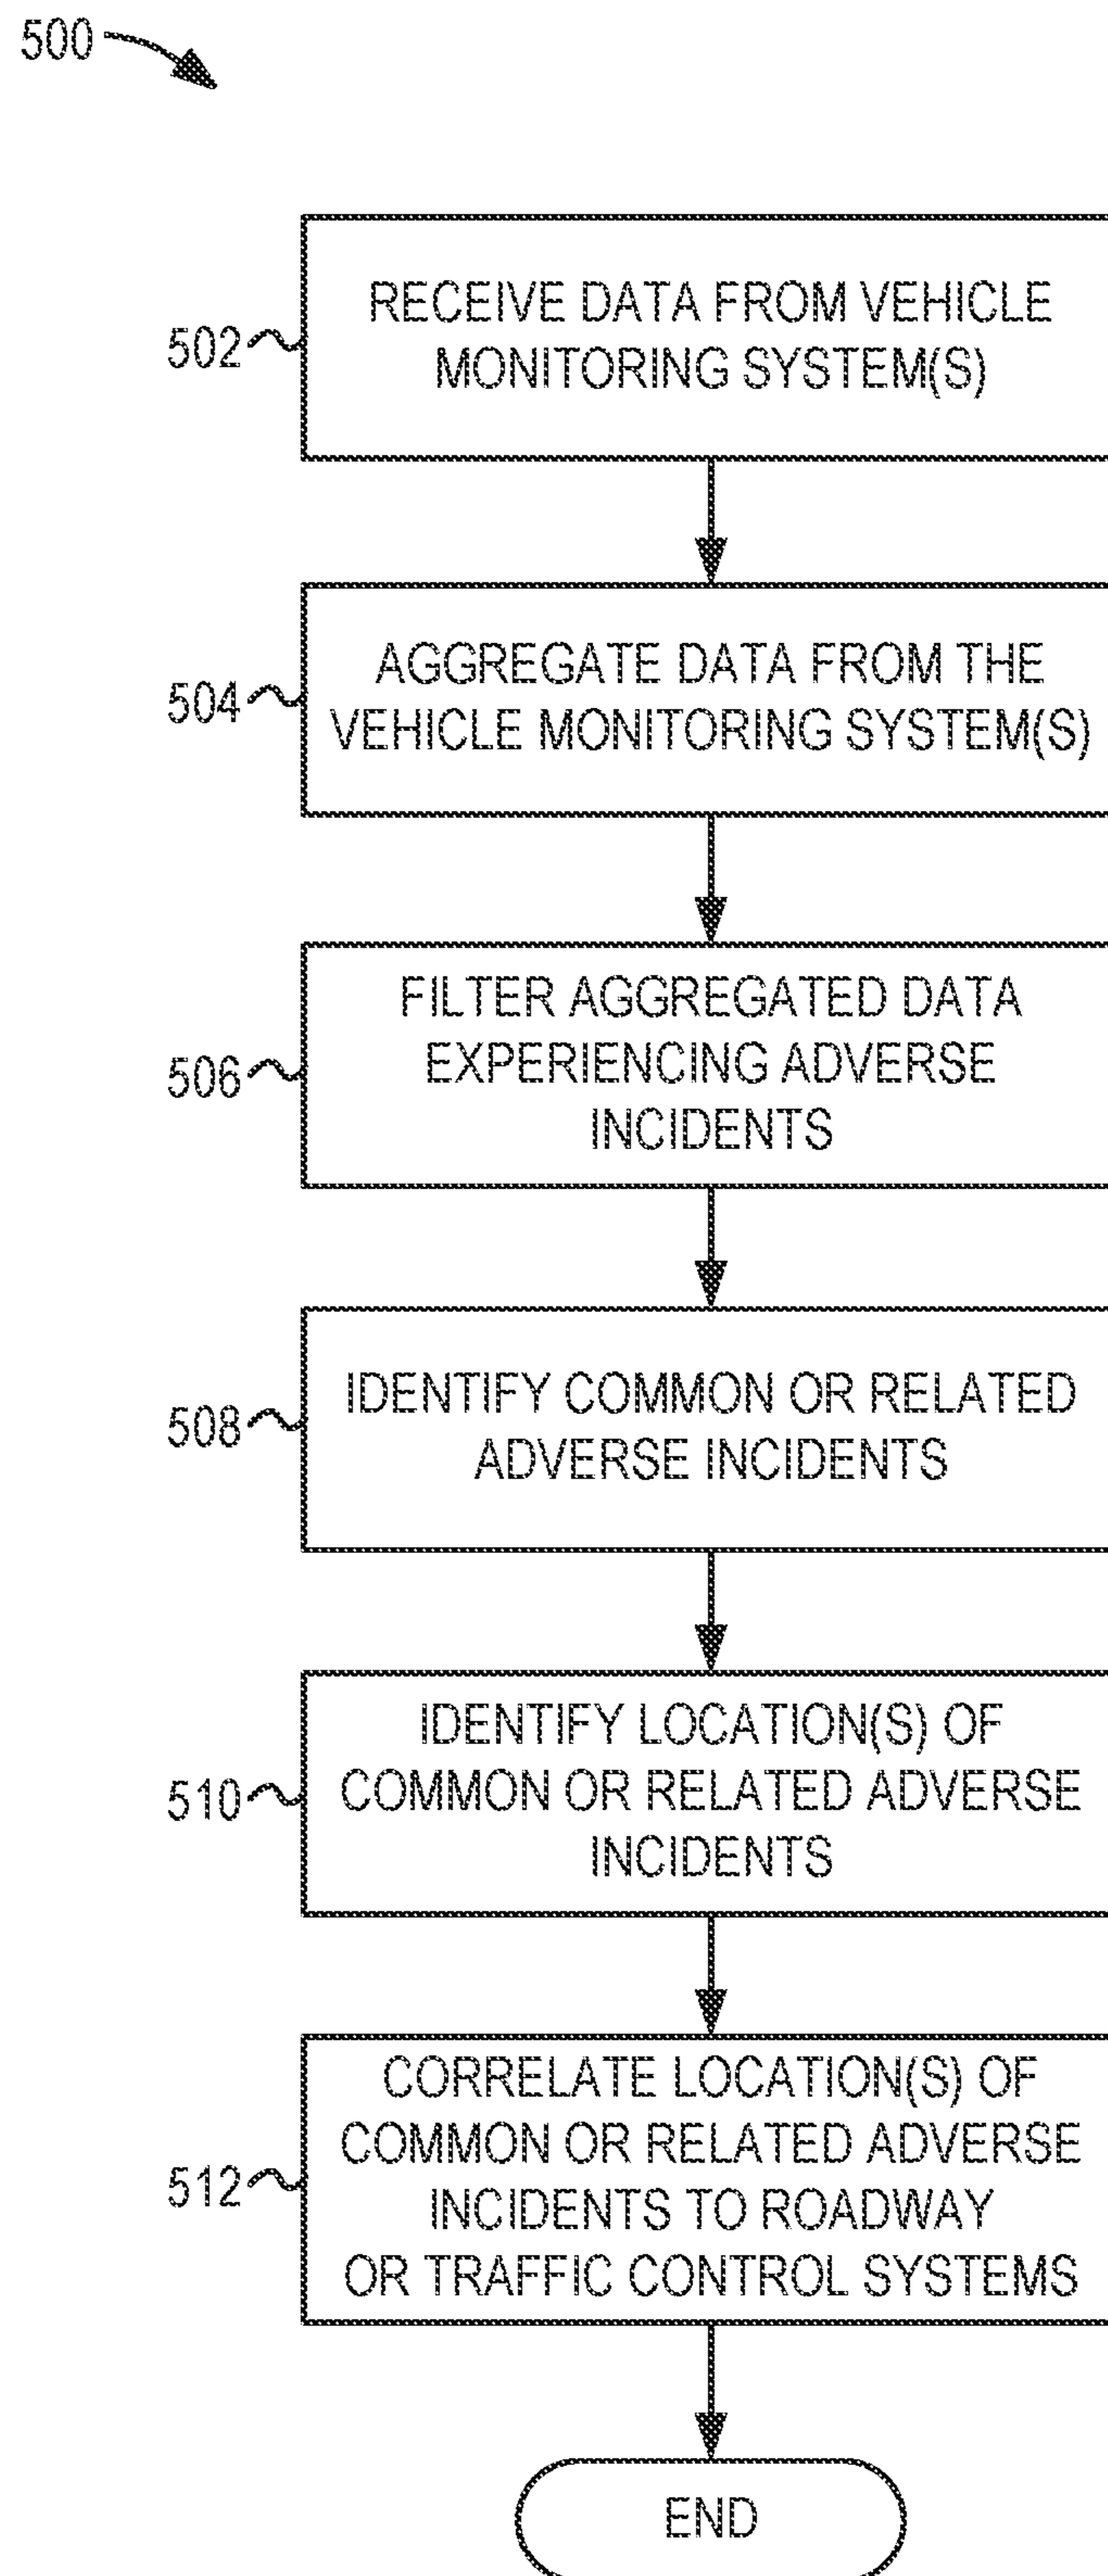 500
502
RECEIVE DATA FROM VEHICLE
MONITORING SYSTEM(S)
504
AGGREGATE DATA FROM THE
VEHICLE MONITORING SYSTEM(S)
506
FILTER AGGREGATED DATA
EXPERIENCING ADVERSE
INCIDENTS
508
IDENTIFY COMMON OR RELATED
ADVERSE INCIDENTS
510
IDENTIFY LOCATION(S) OF
COMMON OR RELATED ADVERSE
INCIDENTS
512
CORRELATE LOCATION(S) OF
COMMON OR RELATED ADVERSE
INCIDENTS TO ROADWAY
OR TRAFFIC CONTROL SYSTEMS
END